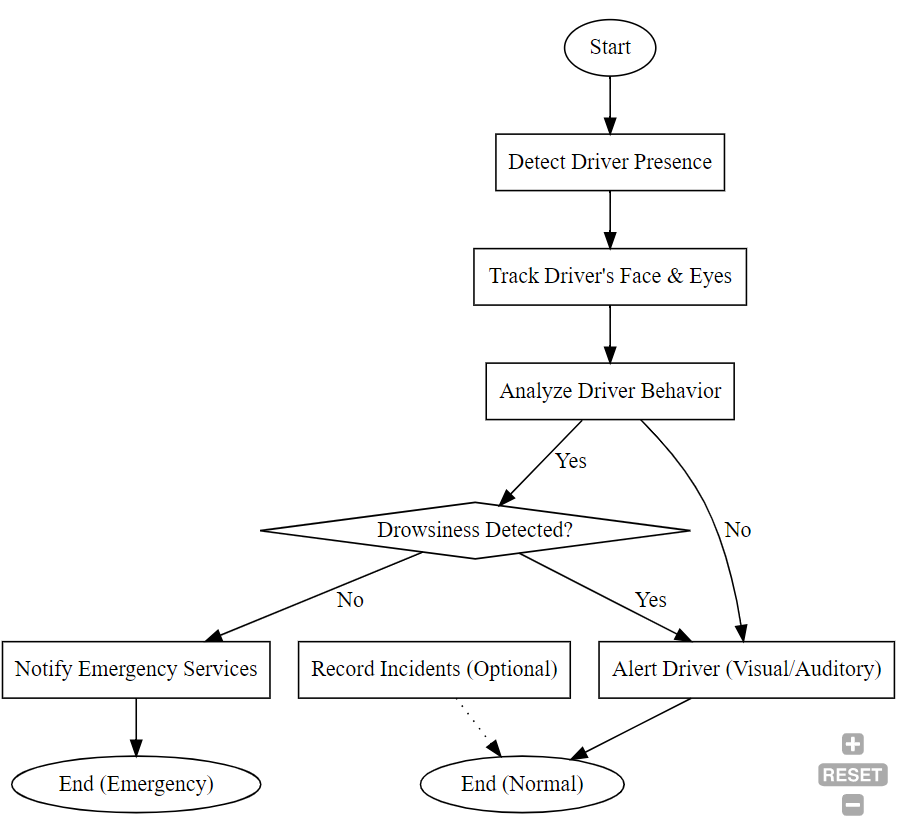 Start
Detect Driver Presence
Track Driver's Face & Eyes
Analyze Driver Behavior
Yes
Drowsiness Detected?
No
No
Yes
Notify Emergency Services
Record Incidents (Optional)
Alert Driver (Visual/Auditory)
End (Emergency)
End (Normal)
RESET